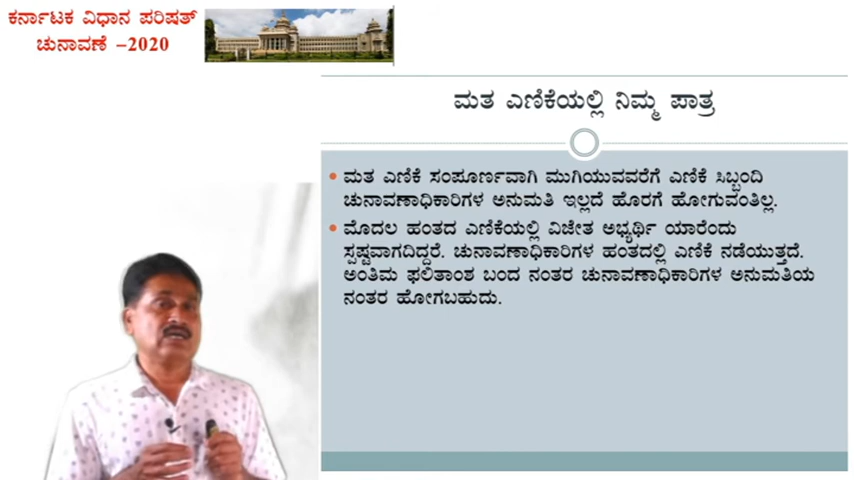 ಕರ್ನಾಟಕ ವಿಧಾನ ಪರಿಷತ್
ಚುನಾವಣೆ –2020
ಮತ ಎಣಿಕೆಯಲ್ಲಿ ನಿಮ್ಮ ಪಾತ್ರ
• ಮತ ಎಣಿಕೆ ಸಂಪೂರ್ಣವಾಗಿ ಮುಗಿಯುವವರೆಗೆ ಎಣಿಕೆ ಸಿಬ್ಬಂದಿ
ಚುನಾವಣಾಧಿಕಾರಿಗಳ ಅನುಮತಿ ಇಲ್ಲದೆ ಹೊರಗೆ ಹೋಗುವಂತಿಲ್ಲ.
• ಮೊದಲ ಹಂತದ ಎಣಿಕೆಯಲ್ಲಿ ವಿಜೇತ ಅಭ್ಯರ್ಥಿ ಯಾರೆಂದು
ಸ್ಪಷ್ಟವಾಗದಿದ್ದರೆ. ಚುನಾವಣಾಧಿಕಾರಿಗಳ ಹಂತದಲ್ಲಿ ಎಣಿಕೆ ನಡೆಯುತ್ತದೆ.
ಅಂತಿಮ ಫಲಿತಾಂಶ ಬಂದ ನಂತರ ಚುನಾವಣಾಧಿಕಾರಿಗಳ ಅನುಮತಿಯ
ನಂತರ ಹೋಗಬಹುದು.